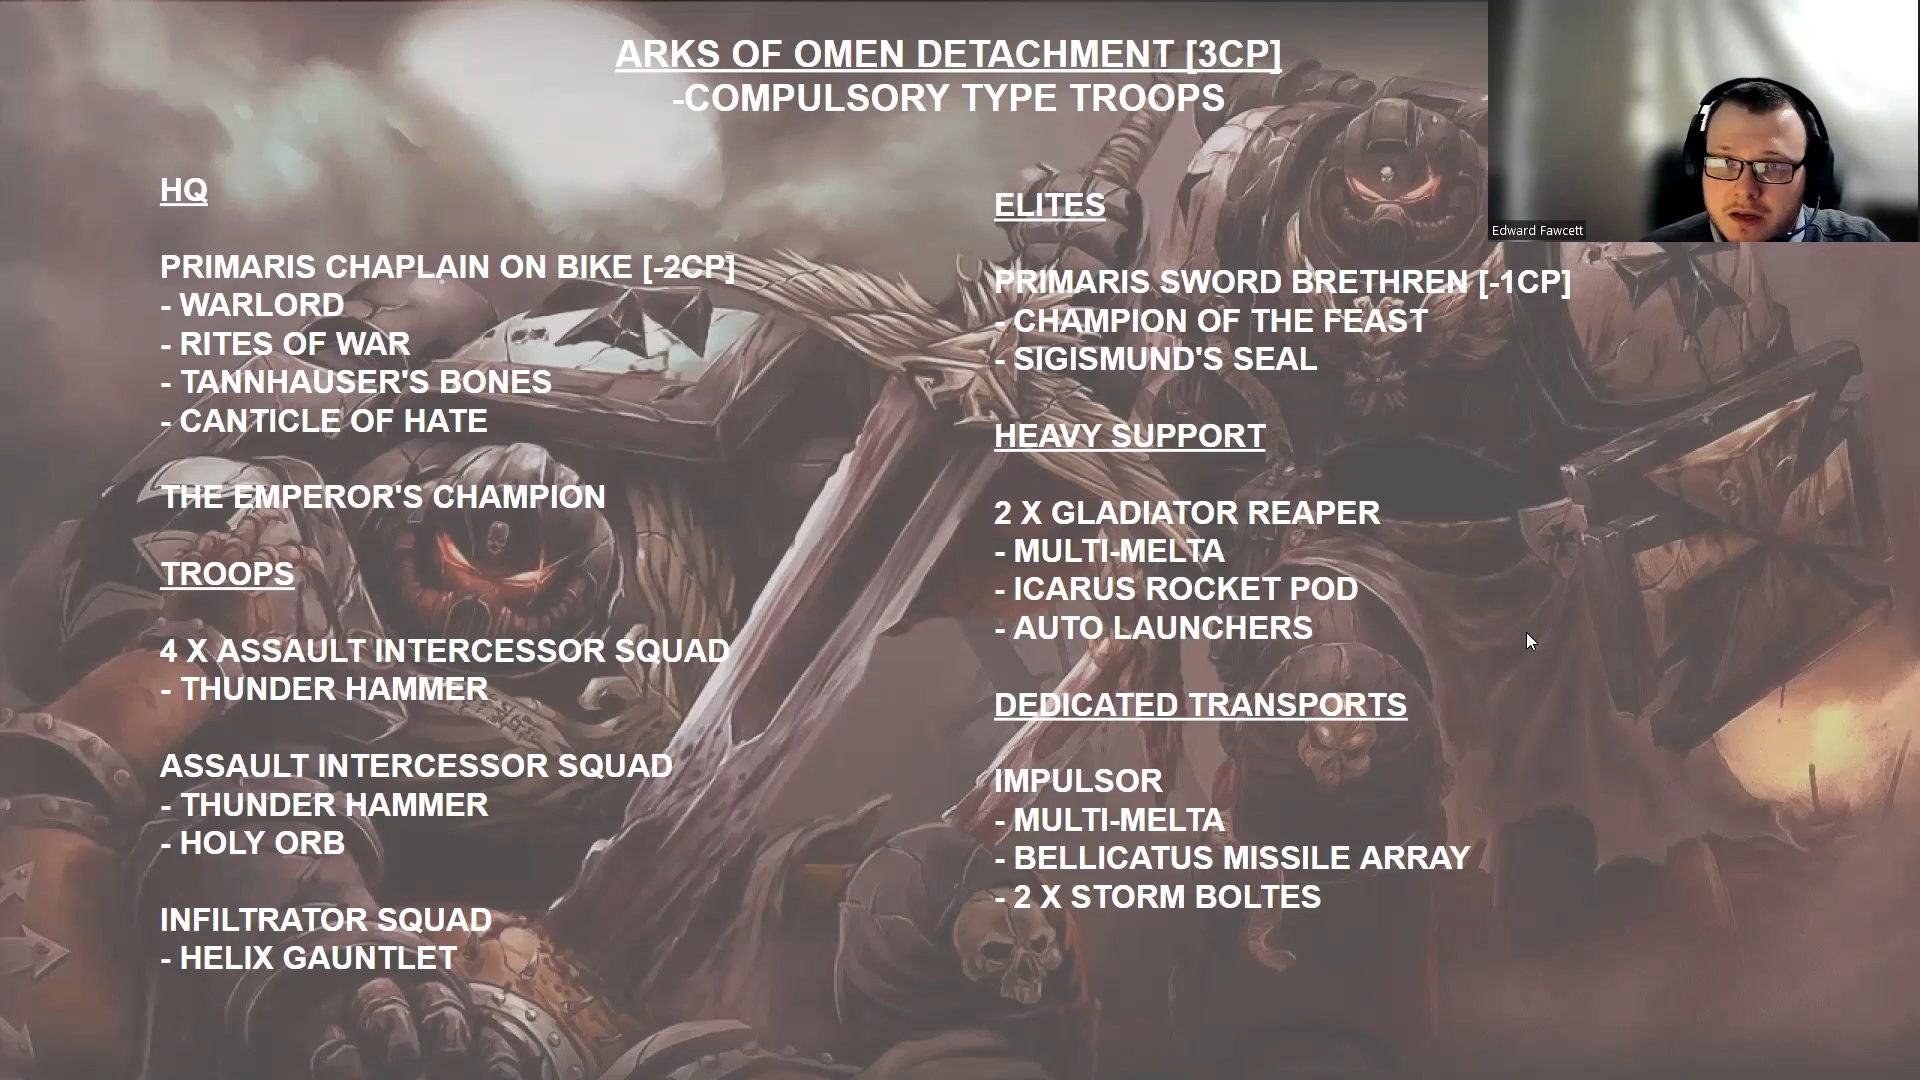 ARKS OF OMEN DETACHMENT [3CP]
-COMPULSORY TYPE TROOPS
HQ
PRIMARIS CHAPLAIN ON BIKE [-2CP]
- WARLORD
- RITES OF WAR
- TANNHAUSER'S BONES
- CANTICLE OF HATE
THE EMPEROR'S CHAMPION
TROOPS
4 X ASSAULT INTERCESSOR SQUAD
- THUNDER HAMMER
ASSAULT INTERCESSOR SQUAD
- THUNDER HAMMER
- HOLY ORB
INFILTRATOR SQUAD
- HELIX GAUNTLET
ELITES
PRIMARIS SWORD BRETHREN [-1CP]
- CHAMPION OF THE FEAST
- SIGISMUND'S SEAL
HEAVY SUPPORT
2 X GLADIATOR REAPER
- MULTI-MELTA
- ICARUS ROCKET POD
- AUTO LAUNCHERS
DEDICATED TRANSPORTS
IMPULSOR
- MULTI-MELTA
- BELLICATUS MISSILE ARRAY
- 2 X STORM BOLTES
Edward Fawcett